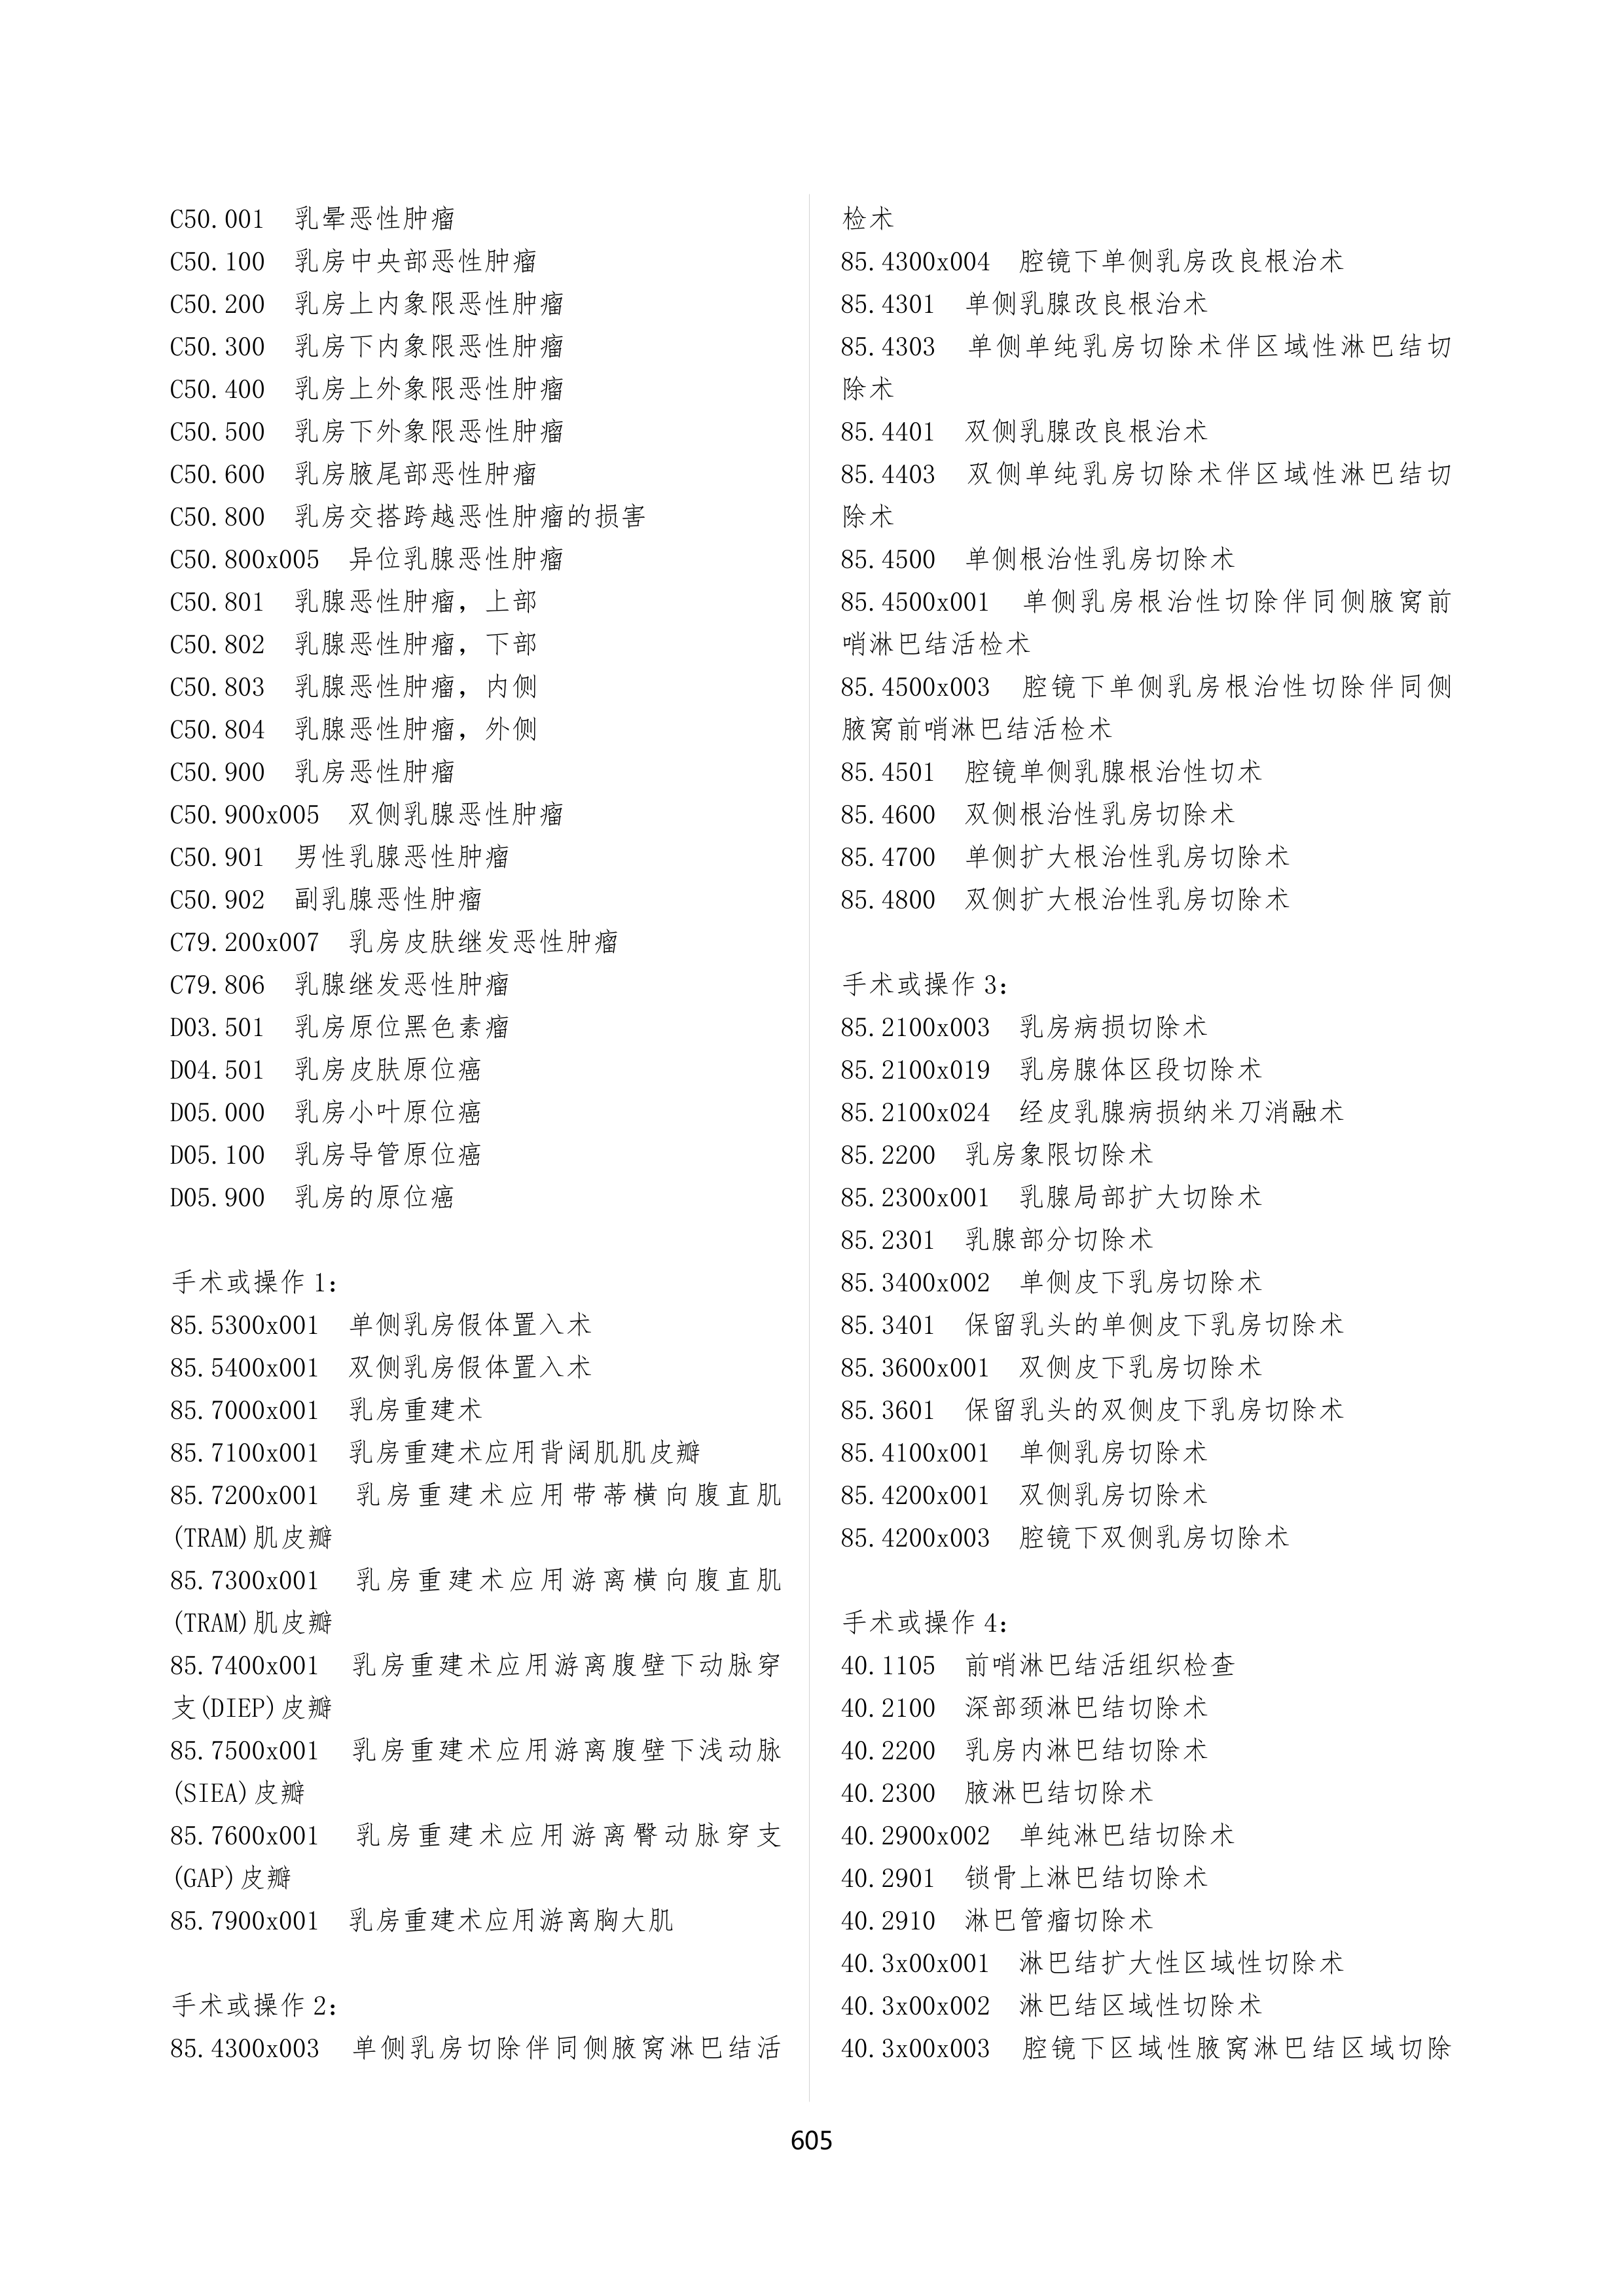 C50.001 乳晕恶性肿瘤
C50.100 乳房中央部恶性肿瘤
C50.200 乳房上内象限恶性肿瘤
C50.300 乳房下内象限恶性肿瘤
C50.400 乳房上外象限恶性肿瘤
C50.500 乳房下外象限恶性肿瘤
C50.600 乳房腋尾部恶性肿瘤
C50.800 乳房交搭跨越恶性肿瘤的损害
C50.800x005 异位乳腺恶性肿瘤
C50.801 乳腺恶性肿瘤，上部
C50.802 乳腺恶性肿瘤，下部
C50.803 乳腺恶性肿瘤，内侧
C50.804 乳腺恶性肿瘤，外侧
C50.900 乳房恶性肿瘤
C50.900x005 双侧乳腺恶性肿瘤
C50.901 男性乳腺恶性肿瘤
C50.902 副乳腺恶性肿瘤
C79.200x007 乳房皮肤继发恶性肿瘤
C79.806 乳腺继发恶性肿瘤
D03.501 乳房原位黑色素瘤
D04.501 乳房皮肤原位癌
D05.000 乳房小叶原位癌
D05.100 乳房导管原位癌
D05.900 乳房的原位癌
手术或操作 1：
85.5300x001 单侧乳房假体置入术
85.5400x001 双侧乳房假体置入术
85.7000x001 乳房重建术
85.7100x001 乳房重建术应用背阔肌肌皮瓣
85.7200x001 乳房重建术应用带蒂横向腹直肌
(TRAM)肌皮瓣
85.7300x001 乳房重建术应用游离横向腹直肌
(TRAM)肌皮瓣
85.7400x001 乳房重建术应用游离腹壁下动脉穿
支(DIEP)皮瓣
85.7500x001 乳房重建术应用游离腹壁下浅动脉
(SIEA)皮瓣
85.7600x001 乳房重建术应用游离臀动脉穿支
(GAP)皮瓣
85.7900x001 乳房重建术应用游离胸大肌
手术或操作 2：
85.4300x003 单侧乳房切除伴同侧腋窝淋巴结活
检术
85.4300x004 腔镜下单侧乳房改良根治术
85.4301 单侧乳腺改良根治术
85.4303 单侧单纯乳房切除术伴区域性淋巴结切
除术
85.4401 双侧乳腺改良根治术
85.4403 双侧单纯乳房切除术伴区域性淋巴结切
除术
85.4500 单侧根治性乳房切除术
85.4500x001 单侧乳房根治性切除伴同侧腋窝前
哨淋巴结活检术
85.4500x003 腔镜下单侧乳房根治性切除伴同侧
腋窝前哨淋巴结活检术
85.4501 腔镜单侧乳腺根治性切术
85.4600 双侧根治性乳房切除术
85.4700 单侧扩大根治性乳房切除术
85.4800 双侧扩大根治性乳房切除术
手术或操作 3：
85.2100x003 乳房病损切除术
85.2100x019 乳房腺体区段切除术
85.2100x024 经皮乳腺病损纳米刀消融术
85.2200 乳房象限切除术
85.2300x001 乳腺局部扩大切除术
85.2301 乳腺部分切除术
85.3400x002 单侧皮下乳房切除术
85.3401 保留乳头的单侧皮下乳房切除术
85.3600x001 双侧皮下乳房切除术
85.3601 保留乳头的双侧皮下乳房切除术
85.4100x001 单侧乳房切除术
85.4200x001 双侧乳房切除术
85.4200x003 腔镜下双侧乳房切除术
手术或操作 4：
40.1105 前哨淋巴结活组织检查
40.2100 深部颈淋巴结切除术
40.2200 乳房内淋巴结切除术
40.2300 腋淋巴结切除术
40.2900x002 单纯淋巴结切除术
40.2901 锁骨上淋巴结切除术
40.2910 淋巴管瘤切除术
40.3x00x001 淋巴结扩大性区域性切除术
40.3x00x002 淋巴结区域性切除术
40.3x00x003 腔镜下区域性腋窝淋巴结区域切除
605